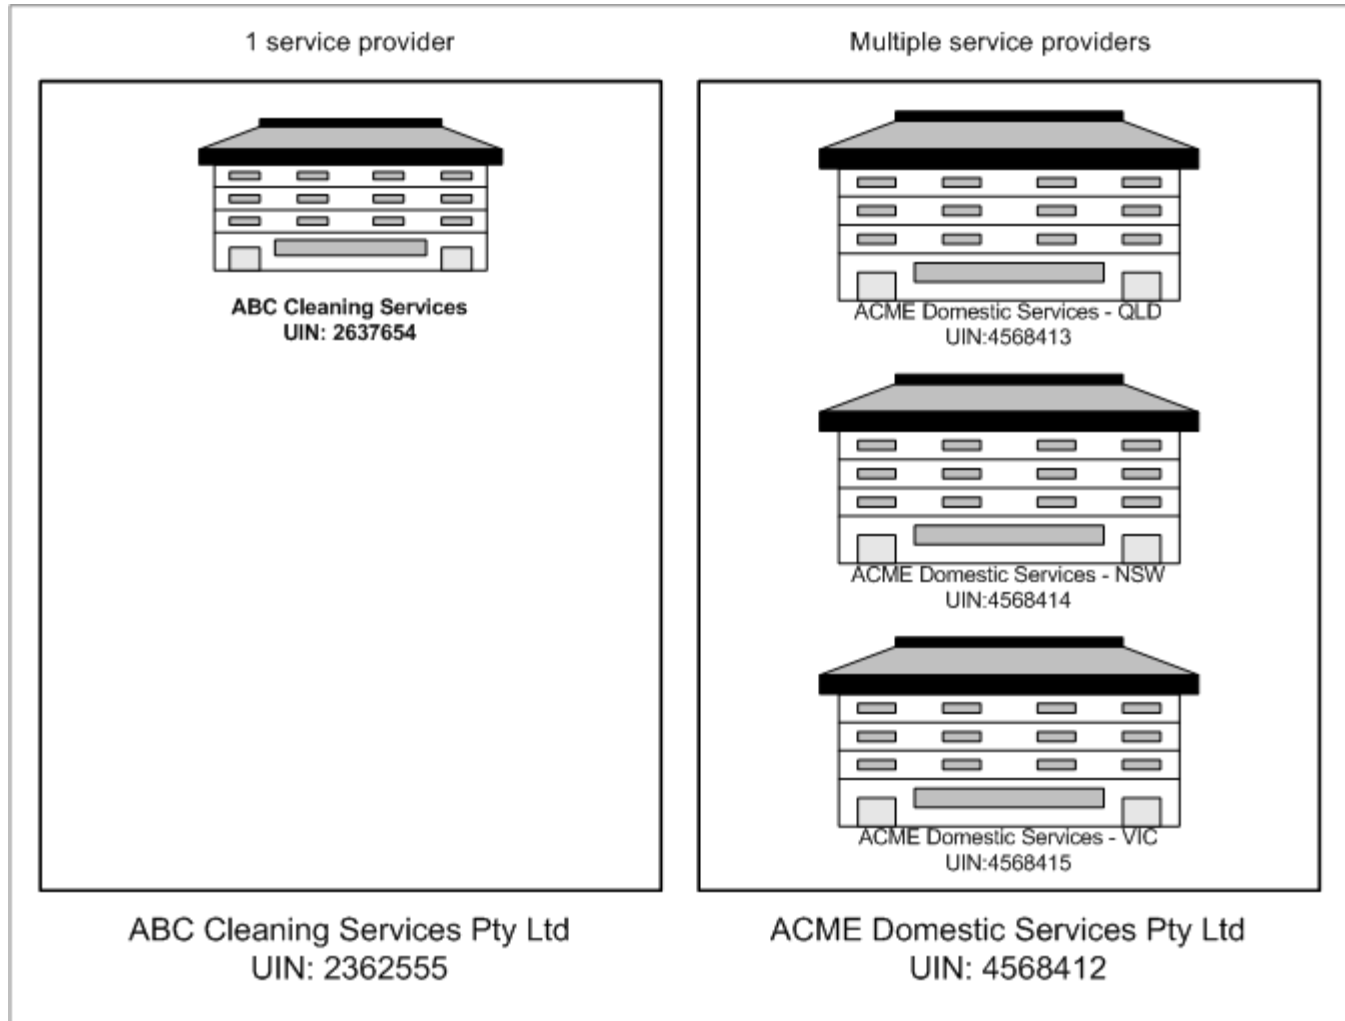 1 service provider
ABC Cleaning Services
UIN: 2637654
ABC Cleaning Services Pty Ltd
UIN: 2362555
Multiple service providers
ACME Domestic Services - QLD
UIN:4568413
ACME Domestic Services - NSW
UIN:4568414
ACME Domestic Services - VIC
UIN:4568415
ACME Domestic Services Pty Ltd
UIN: 4568412